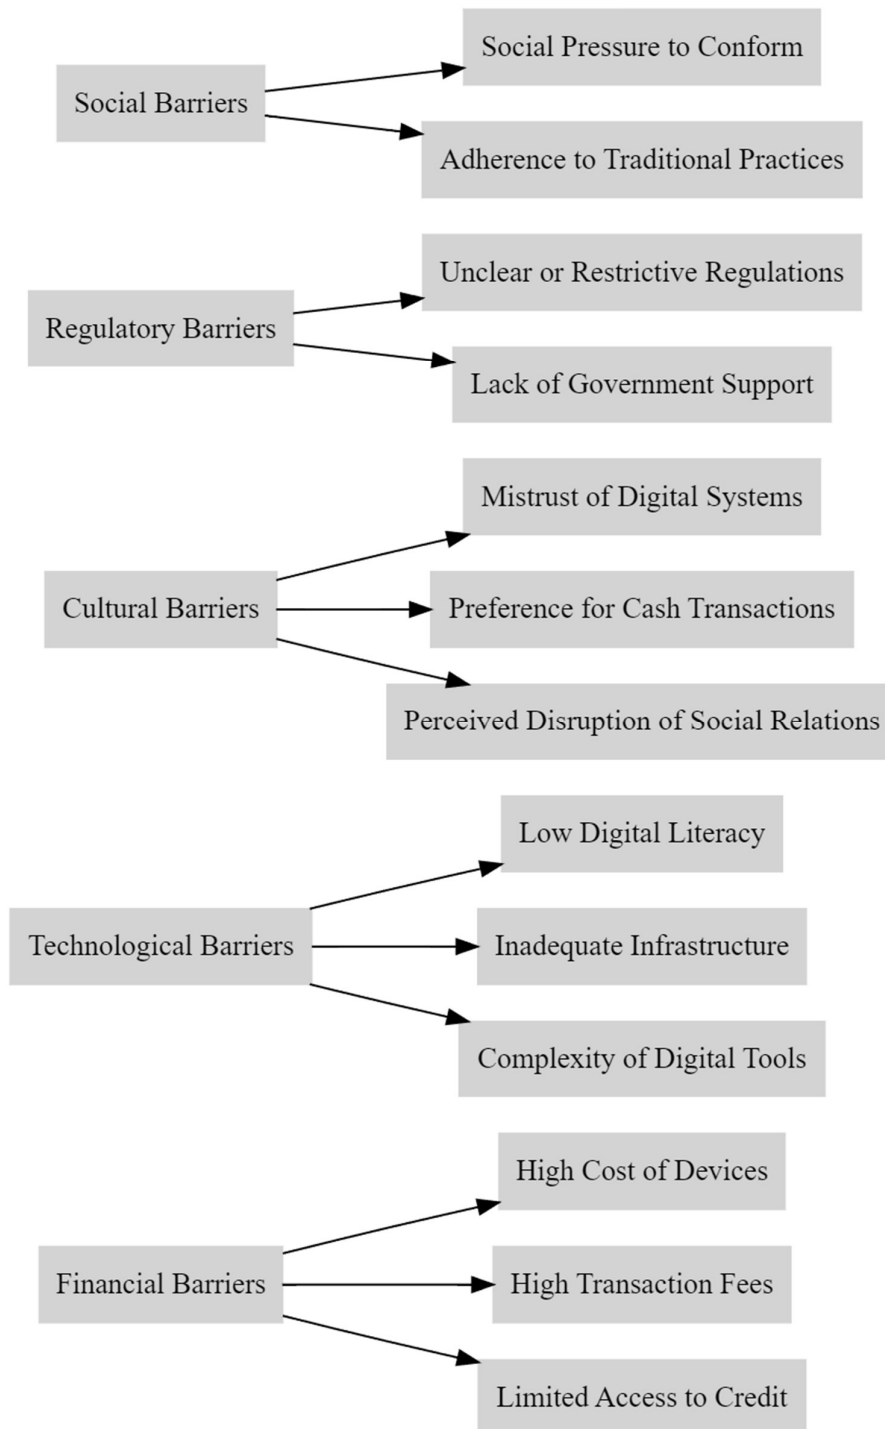 Social Barriers
Social Pressure to Conform
Adherence to Traditional Practices
Regulatory Barriers
Unclear or Restrictive Regulations
Lack of Government Support
Cultural Barriers
Mistrust of Digital Systems
Preference for Cash Transactions
Perceived Disruption of Social Relations
Technological Barriers
Low Digital Literacy
Inadequate Infrastructure
Complexity of Digital Tools
Financial Barriers
High Cost of Devices
High Transaction Fees
Limited Access to Credit